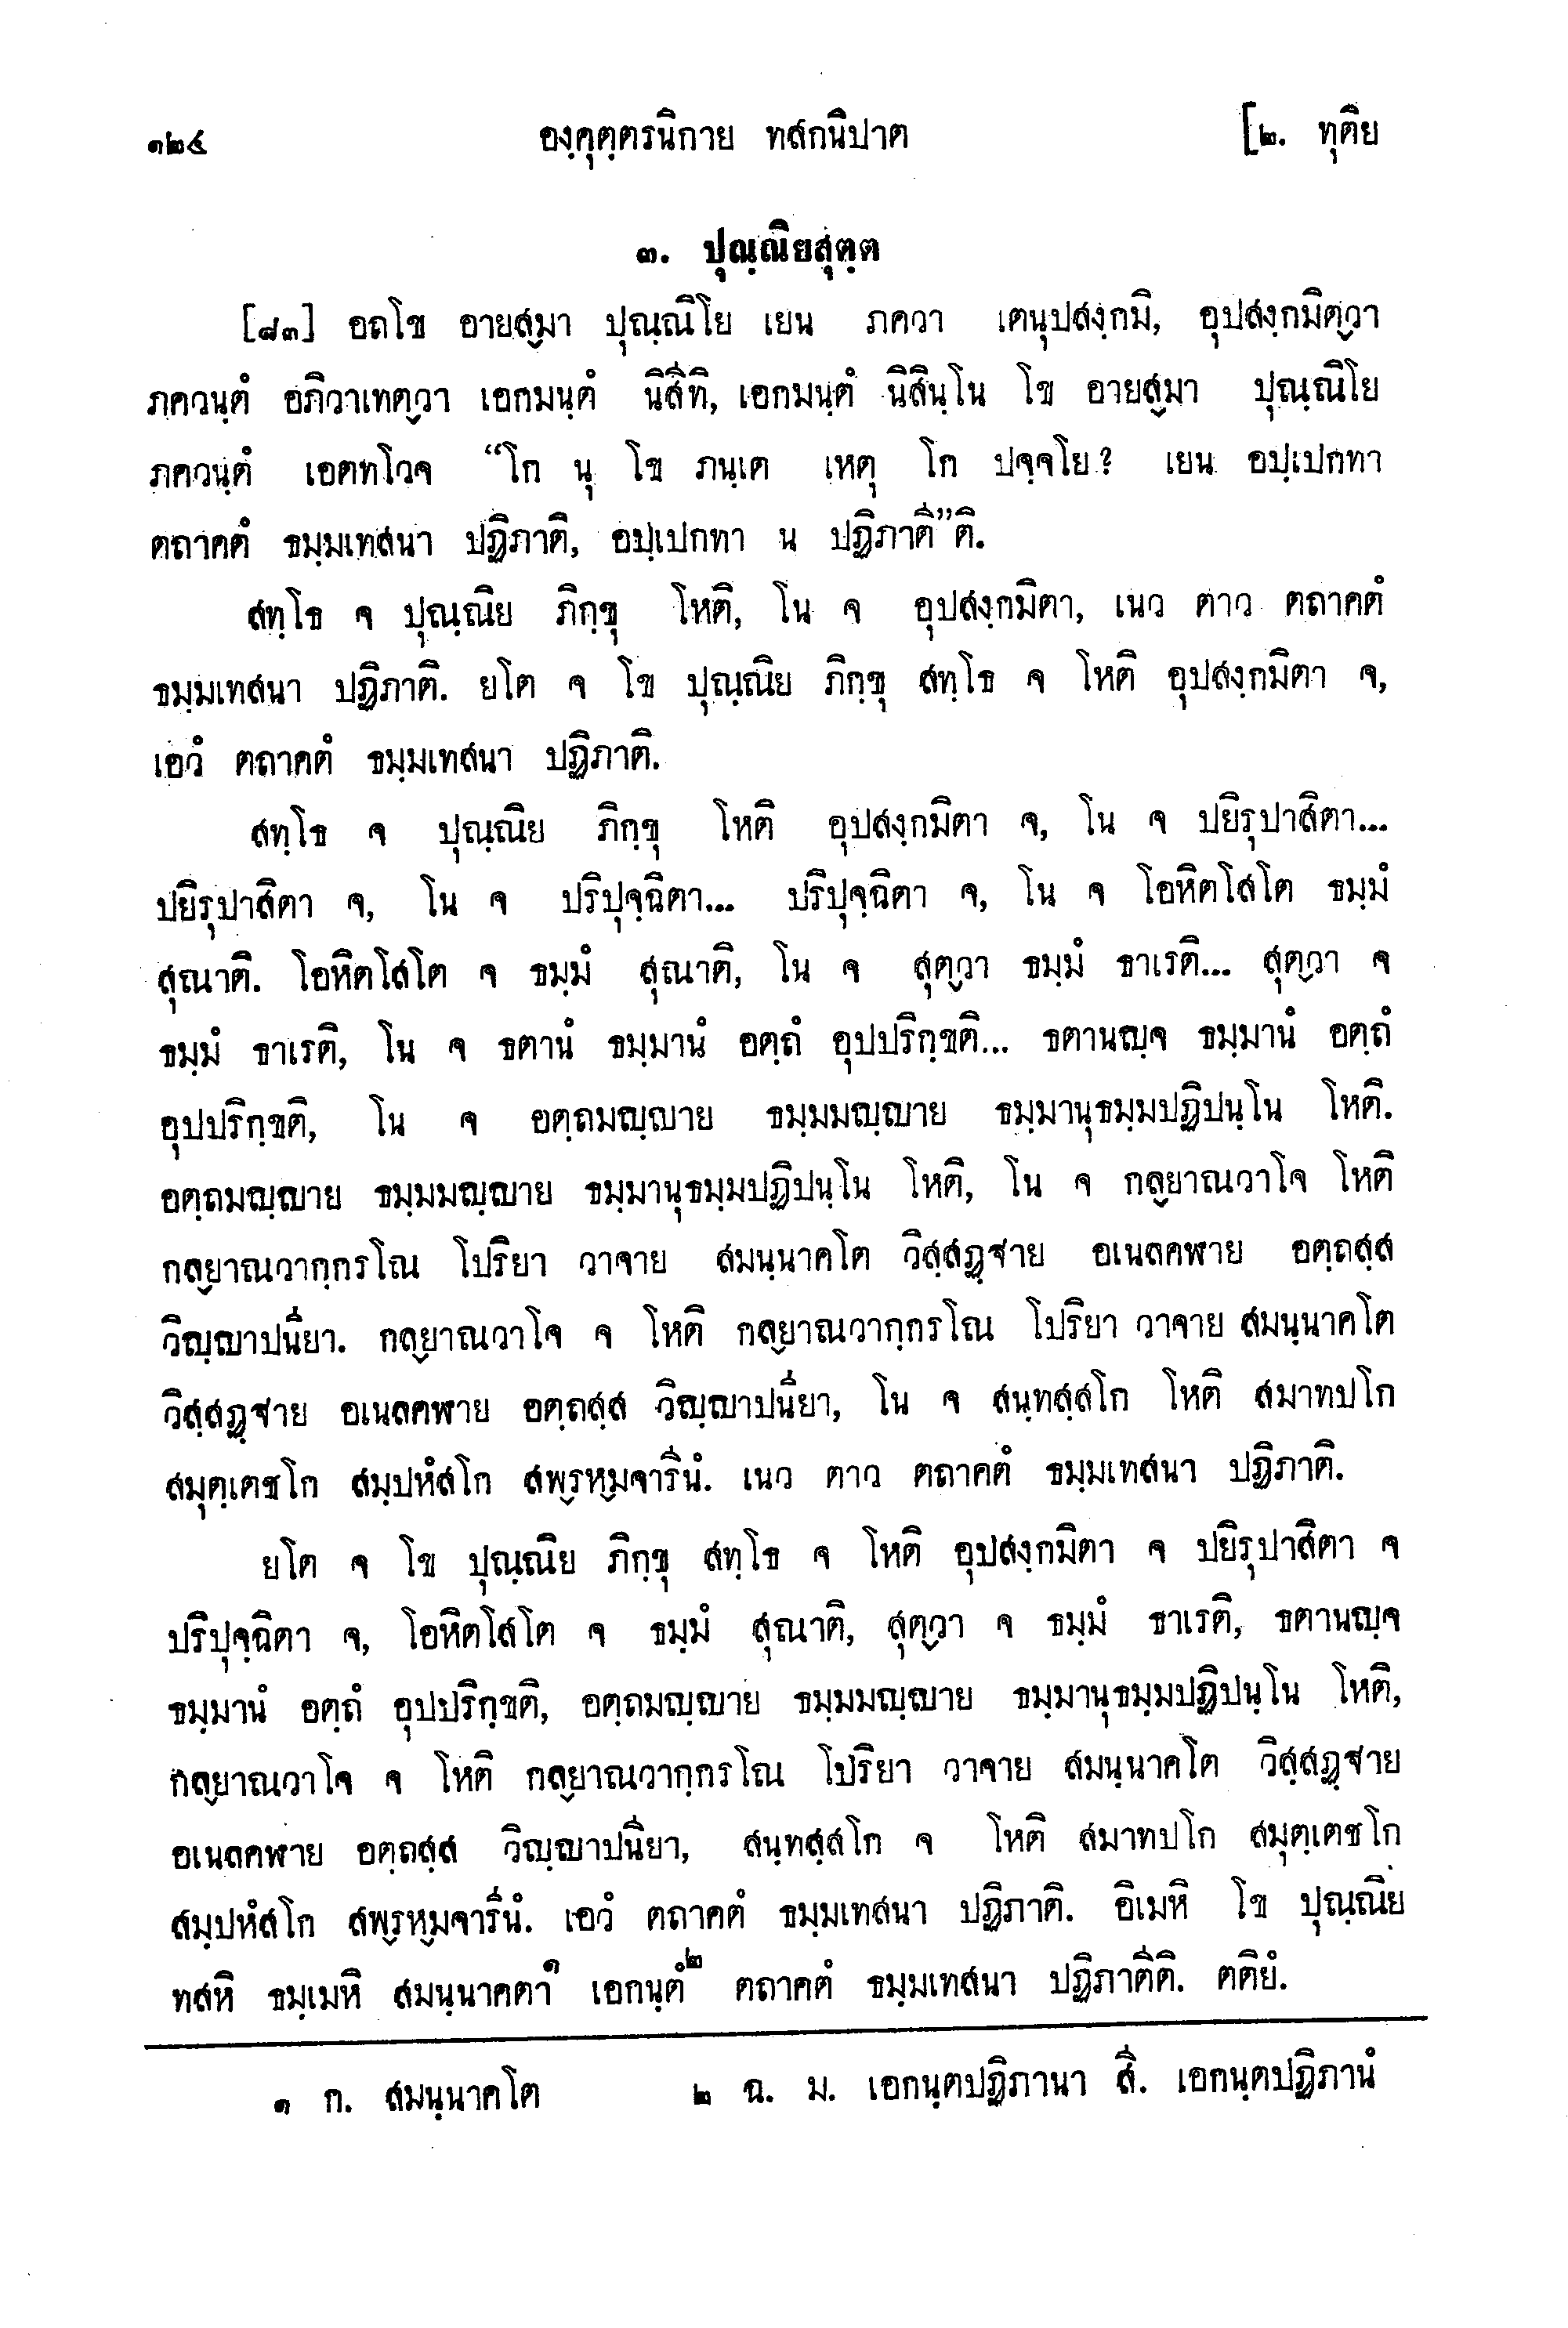 ๑๒๔ องฺคุตฺตรนิกาย ทสกนิปาต [๒. ทุติย
๓. ปุณฺณิยสุตฺต
[๘๓] อถโข อายสฺมา ปุณฺณิโย เยน ภควา เตนุปสงฺกมิ, อุปสงฺกมิตฺวา
ภควนฺตํ อภิวาเทตฺวา เอกมนฺตํ นิสีทิ, เอกมนฺตํ นิสินฺโน โข อายสฺมา ปุณฺณิโย
ภควนฺตํ เอตทโวจ “โก นุ โข ภนฺเต เหตุ โก ปจฺจโย? เยน อปฺเปกทา
ตถาคตํ ธมฺมเทสนา ปฏิภาติ, อปฺเปกทา น ปฏิภาตี”ติ.
สทฺโธ จ ปุณฺณิย ภิกฺขุ โหติ, โน จ อุปสงฺกมิตา, เนว ตาว ตถาคตํ
ธมฺมเทสนา ปฏิภาติ. ยโต จ โข ปุณฺณิย ภิกฺขุ สทฺโธ จ โหติ อุปสงฺกมิตา จ,
เอวํ ตถาคตํ ธมฺมเทสนา ปฏิภาติ.
สทฺโธ จ ปุณฺณิย ภิกฺขุ โหติ อุปสงฺกมิตา จ, โน จ ปยิรุปาสิตา...
ปยิรุปาสิตา จ, โน จ ปริปุจฺฉิตา... ปริปุจฺฉิตา จ, โน จ โอหิตโสโต ธมฺมํ
สุณาติ. โอหิตโสโต จ ธมฺมํ สุณาติ, โน จ สุตฺวา ธมฺมํ ธาเรติ... สุตฺวา จ
ธมฺมํ ธาเรติ, โน จ ธตานํ ธมฺมานํ อตฺถํ อุปปริกฺขติ... ธตานญฺจ ธมฺมานํ อตฺถํ
อุปปริกฺขติ, โน จ อตฺถมญฺญาย ธมฺมมญฺญาย ธมฺมานุธมฺมปฏิปนฺโน โหติ.
อตฺถมญฺญาย ธมฺมมญฺญาย ธมฺมานุธมฺมปฏิปนฺโน โหติ, โน จ กลฺยาณวาโจ โหติ
กลฺยาณวากฺกรโณ โปริยา วาจาย สมนฺนาคโต วิสฺสฏฺฐาย อเนลคฬาย อตฺถสฺส
วิญฺญาปนิยา. กลฺยาณวาโจ จ โหติ กลฺยาณวากฺกรโณ โปริยา วาจาย สมนฺนาคโต
วิสฺสฏฺฐาย อเนลคฬาย อตฺถสฺส วิญฺญาปนิยา, โน จ สนฺทสฺสโก โหติ สมาทปโก
สมุตฺเตชโก สมฺปหํสโก สพฺรหฺมจารีนํ. เนว ตาว ตถาคตํ ธมฺมเทสนา ปฏิภาติ.
ยโต จ โข ปุณฺณิย ภิกฺขุ สทฺโธ จ โหติ อุปสงฺกมิตา จ ปยิรุปาสิตา จ
ปริปุจฺฉิตา จ, โอหิตโสโต จ ธมฺมํ สุณาติ, สุตฺวา จ ธมฺมํ ธาเรติ, ธตานญฺจ
ธมฺมานํ อตฺถํ อุปปริกฺขติ, อตฺถมญฺญาย ธมฺมมญฺญาย ธมฺมานุธมฺมปฏิปนฺโน โหติ,
กลฺยาณวาโจ จ โหติ กลฺยาณวากฺกรโณ โปริยา วาจาย สมนฺนาคโต วิสฺสฏฺฐาย
อเนลคฬาย อตฺถสฺส วิญฺญาปนิยา, สนฺทสฺสโก จ โหติ สมาทปโก สมุตฺเตชโก
สมฺปหํสโก สพฺรหฺมจารีนํ. เอวํ ตถาคตํ ธมฺมเทสนา ปฏิภาติ. อิเมหิ โข ปุณฺณิย
ทสหิ ธมฺเมหิ สมนฺนาคตา๑ เอกนฺตํ๒ ตถาคตํ ธมฺมเทสนา ปฏิภาตีติ. ตติยํ.
๑ ก. สมนฺนาคโต ๒ ฉ. ม. เอกนฺตปฏิภานา สี. เอกนฺตปฏิภานํ